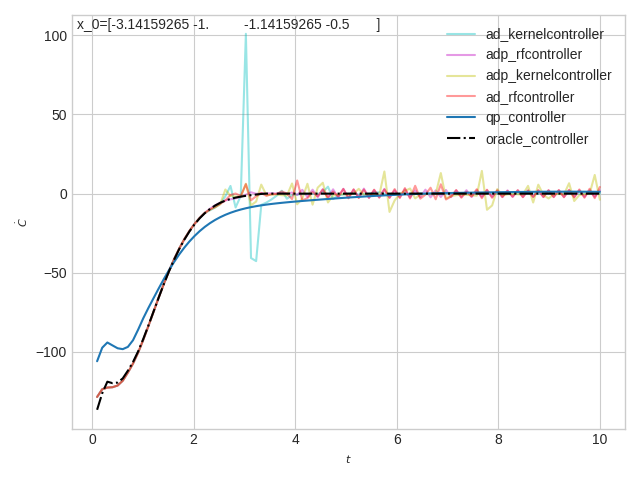 x_0=[-3.14159265 -1. -1.14159265 -0.5 ]
ad_kernelcontroller
adp_rfcontroller
adp_kernelcontroller
ad_rfcontroller
qp_controller
oracle_controller
100
50
0
−50
−100
Ċ
0
2
4
6
8
10
t